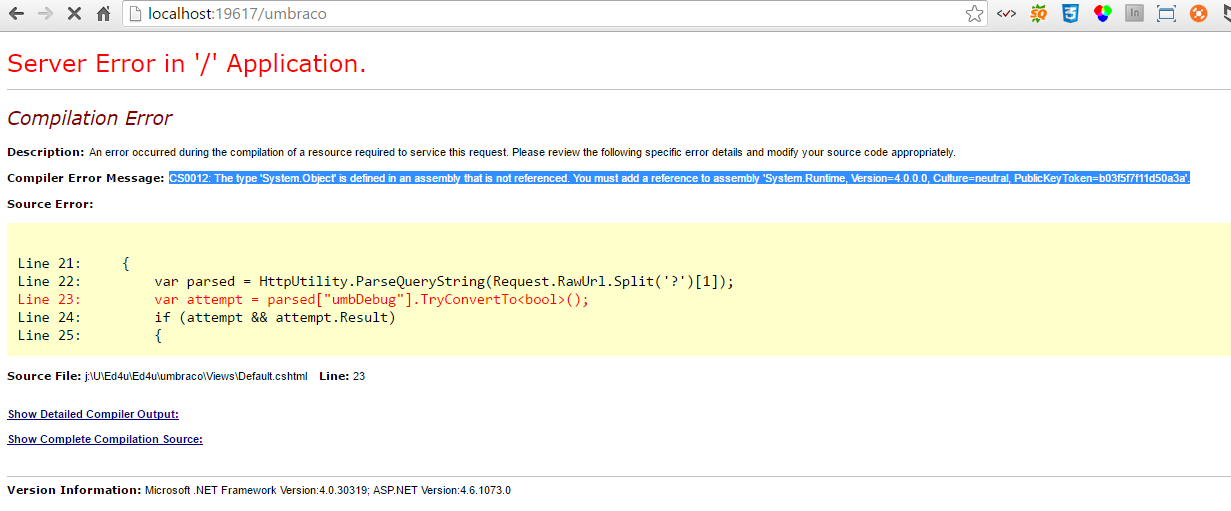 localhost:19617/umbraco
</> SQ 3 In
Server Error in '/' Application.
Compilation Error
Description: An error occurred during the compilation of a resource required to service this request. Please review the following specific error details and modify your source code appropriately.
Compiler Error Message: CS0012: The type 'System.Object' is defined in an assembly that is not referenced. You must add a reference to assembly 'System.Runtime, Version=4.0.0.0, Culture=neutral, PublicKeyToken=b03f5f7f11d50a3a'.
Source Error:
Line 21:     {
Line 22:         var parsed = HttpUtility.ParseQueryString(Request.RawUrl.Split('?')[1]);
Line 23:         var attempt = parsed["umbDebug"].TryConvertTo<bool>();
Line 24:         if (attempt && attempt.Result)
Line 25:         {
Source File: j:\U\Ed4u\Ed4u\umbraco\Views\Default.cshtml    Line: 23
Show Detailed Compiler Output:
Show Complete Compilation Source:
Version Information: Microsoft .NET Framework Version:4.0.30319; ASP.NET Version:4.6.1073.0